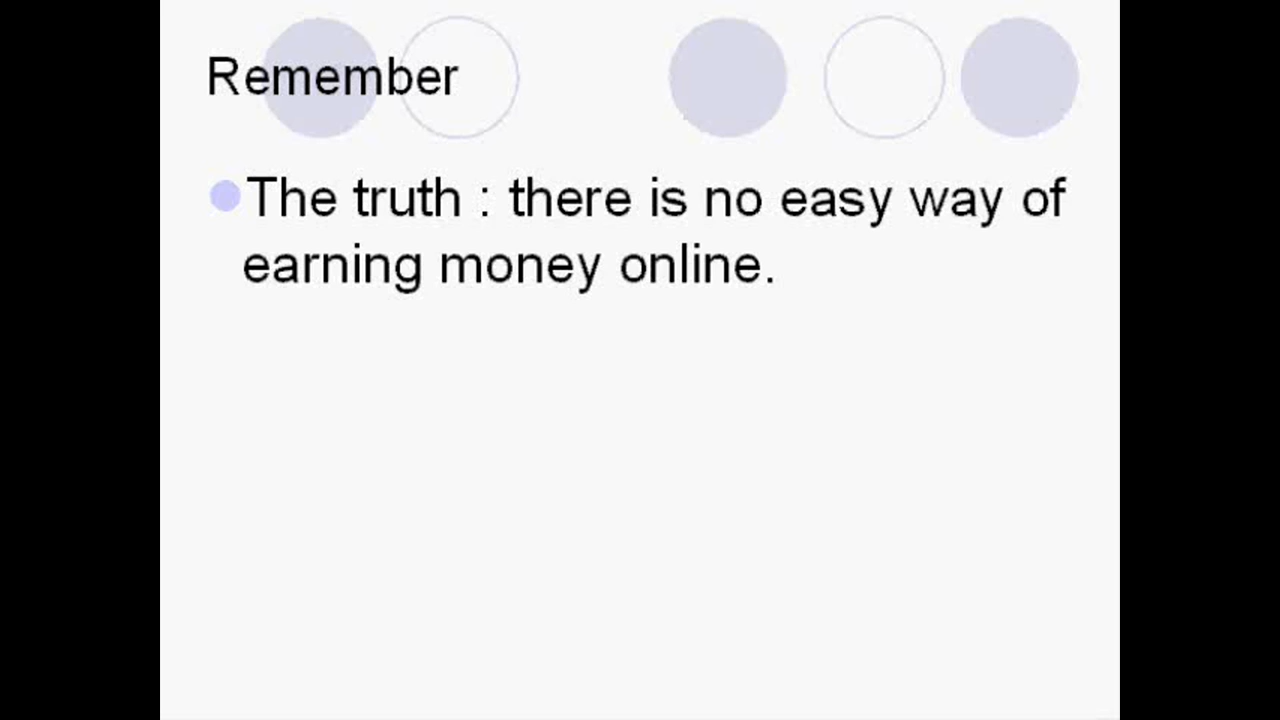 Remember
The truth : there is no easy way of
earning money online.